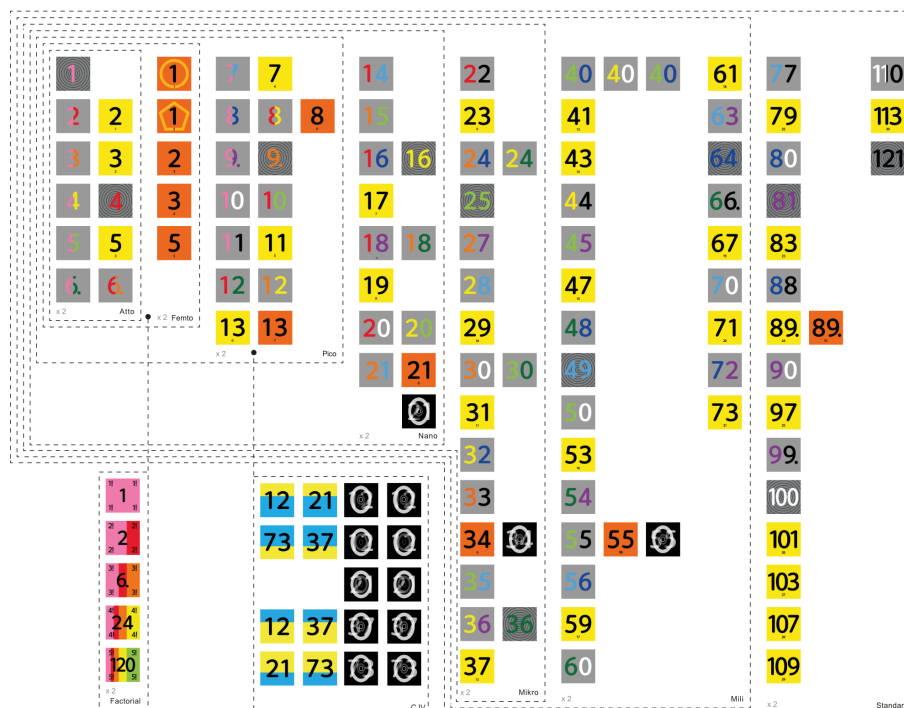 1 1 7 7 14 22 40 40 40 61 77 110
2 2 1 8 8 8 15 23 41 63 79 113
3 3 2 9. 9. 16 16 24 24 43 64 80 121
4 4 3 10 10 17 25 44 66. 81
5 5 5 11 11 18 18 27 45 67 83
6. 6. 12 12 19 28 47 70 88
x 2 Atto x 2 Femto 13 13 20 20 29 48 71 89. 89.
x 2 Pico 21 21 30 30 49 72 90
31 50 73 97
x 2 Nano
32 53 99.
1 12 21 33 54 100
2 73 37 34 55 55 101
6. 35 56 103
24 12 37 36 36 59 107
120 21 73 37 60 109
x 2 x 2 Mikro x 2 Mili x 2 Standar
Factorial